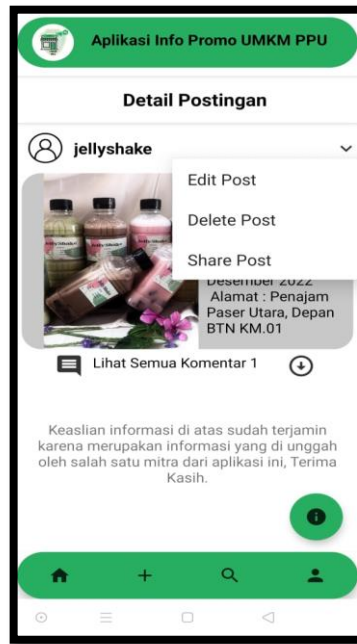 Aplikasi Info Promo UMKM PPU
Detail Postingan
jellyshake
Edit Post
Delete Post
Share Post
Desember 2022
Alamat : Penajam
Paser Utara, Depan
BTN KM.01
Lihat Semua Komentar 1
Keaslian informasi di atas sudah terjamin
karena merupakan informasi yang di unggah
oleh salah satu mitra dari aplikasi ini, Terima
Kasih.